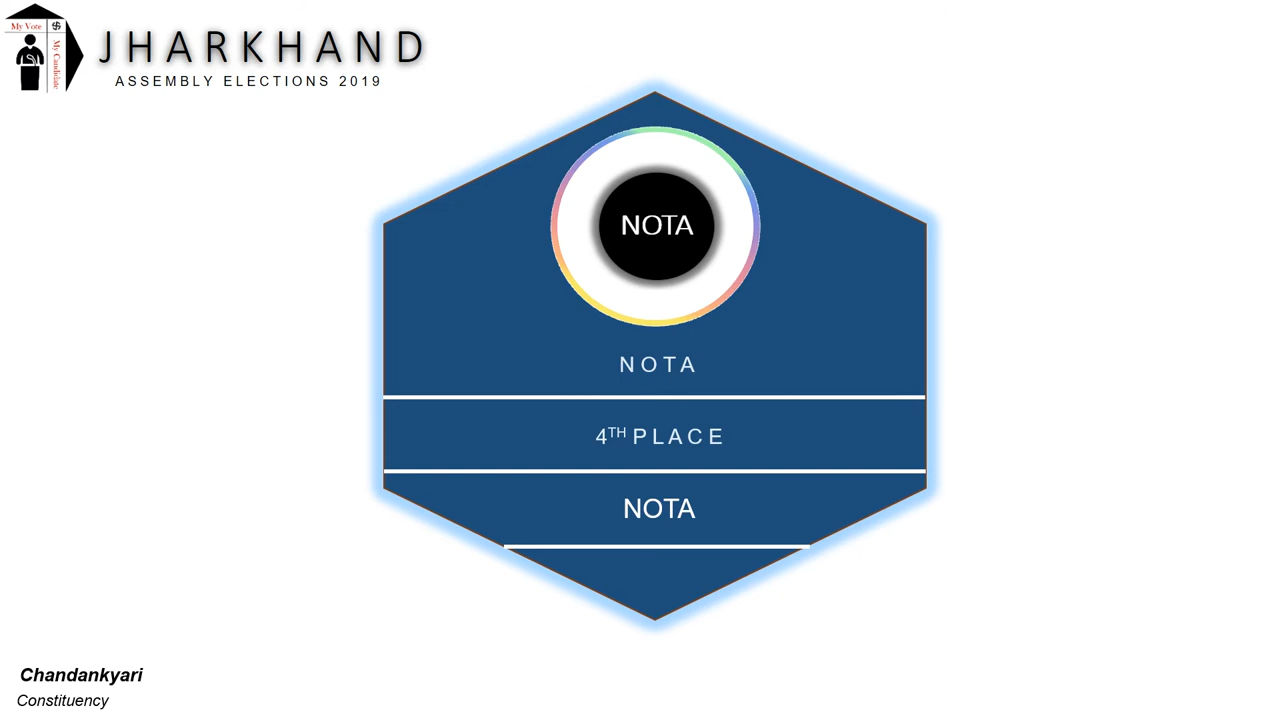 My Vote
My Candidate
JHARKHAND
ASSEMBLY ELECTIONS 2019
NOTA
NOTA
4TH PLACE
NOTA
Chandankyari
Constituency